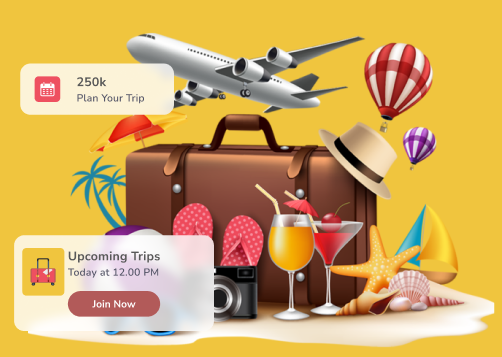 250k
Plan Your Trip
Upcoming Trips
Today at 12.00 PM
Join Now